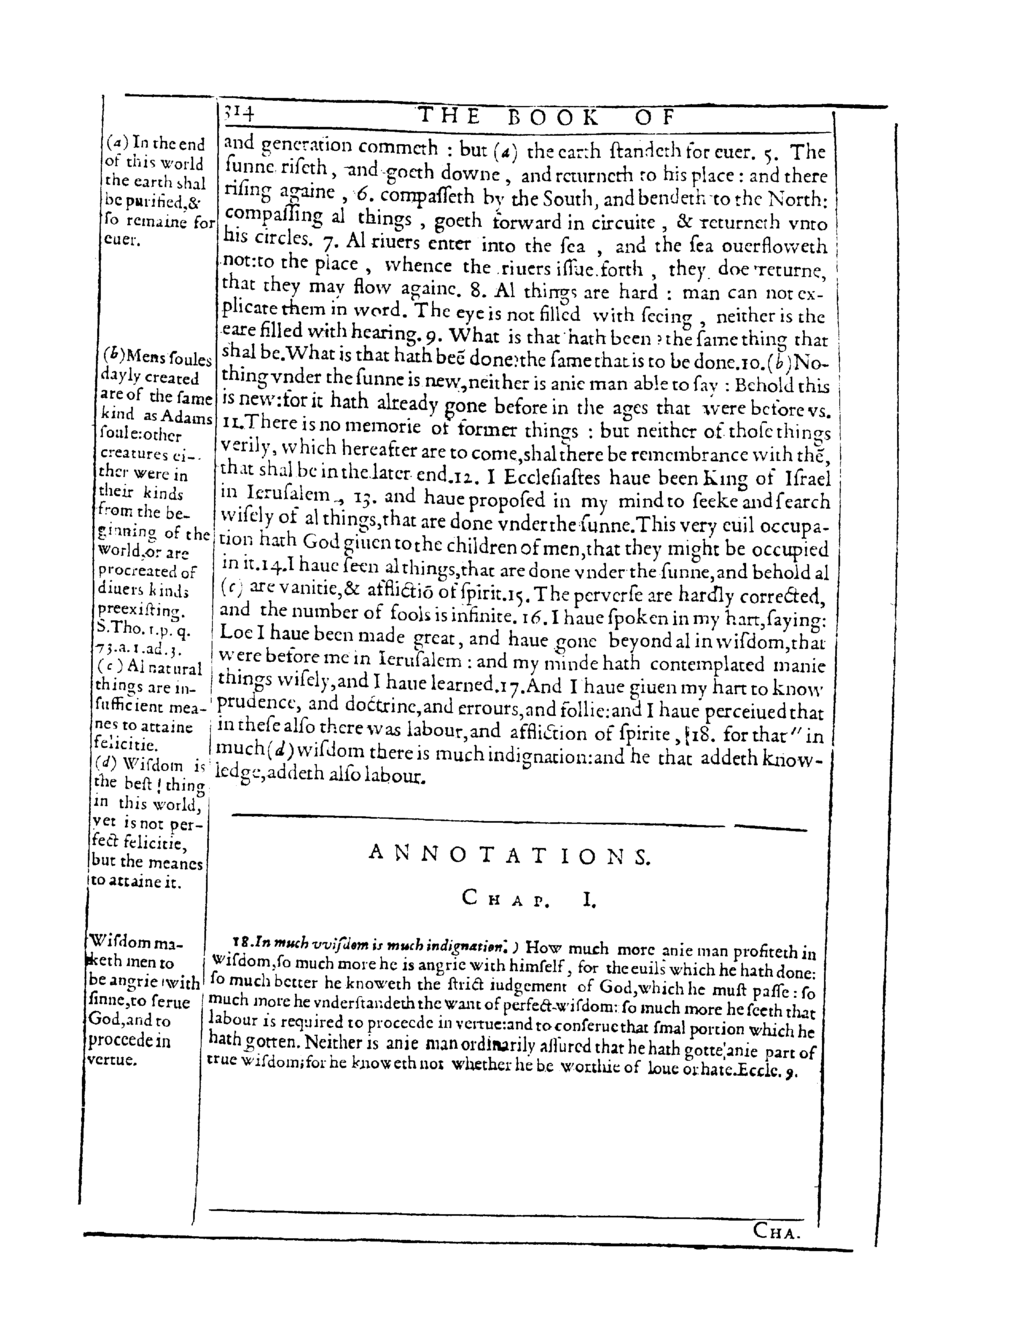 314 THE BOOK OF
(a) In the end
of this world
the earth shal
be purified,&
ſo remaine for
euer.
(b) Mens ſoules
dayly created
are of the ſame
kind as Adams
ſoule:other
creatures ei-
ther were in
their kinds
from the be-
ginning of the
world,or are
procreated of
diuers kinds
preexiſting.
S.Tho. 1.p. q.
73.a.1.ad.3.
(c) Al natural
things are in-
ſufficient mea-
nes to attaine
felicitie.
(d) Wiſdom is
the beſt thing
in this world,
yet is not per-
fect felicitie,
but the meanes
to attaine it.
and generation commeth : but (a) the earth ſtandeth for euer. 5. The
ſunne riſeth, and goeth downe, and returneth to his place : and there
riſing againe, 6. compaſſeth by the South, and bendeth to the North:
compaſſing al things, goeth forward in circuite, & returneth vnto
his circles. 7. Al riuers enter into the ſea, and the ſea ouerfloweth
not:to the place, whence the riuers iſſue forth, they doe returne,
that they may flow againe. 8. Al things are hard : man can not ex-
plicate them in word. The eye is not filled with ſeeing, neither is the
eare filled with hearing. 9. What is that hath been ? the ſame thing that
shal be. What is that hath beē done? the ſame that is to be done. 10. (b) No-
thing vnder the ſunne is new, neither is anie man able to ſay : Behold this
is new: for it hath already gone before in the ages that were before vs.
11. There is no memorie of former things : but neither of thoſe things
verily, which hereafter are to come, shal there be remembrance with thē,
that shal be in the later end. 12. I Eccleſiaſtes haue been King of Iſrael
in Ieruſalem, 13. and haue propoſed in my mind to ſeeke and ſearch
wiſely of al things, that are done vnder the ſunne. This very euil occupa-
tion hath God giuen to the children of men, that they might be occupied
in it. 14. I haue ſeen al things, that are done vnder the ſunne, and behold al
(c) are vanitie, & afflictiō of ſpirit. 15. The perverſe are hardly corrected,
and the number of fools is infinite. 16. I haue ſpoken in my hart, ſaying:
Loe I haue been made great, and haue gone beyond al in wiſdom, that
were before me in Ieruſalem : and my minde hath contemplated manie
things wiſely, and I haue learned. 17. And I haue giuen my hart to know
prudence, and doctrine, and errours, and follie: and I haue perceiued that
in theſe alſo there was labour, and affliction of ſpirite, 18. for that " in
much (d) wiſdom there is much indignation: and he that addeth know-
ledge, addeth alſo labour.
ANNOTATIONS.
CHAP. I.
Wiſdom ma-
keth men to
be angrie with
ſinne, to ſerue
God, and to
proceede in
vertue.
18. In much vviſdom is much indignation. ) How much more anie man profiteth in
wiſdom, ſo much more he is angrie with himſelf, for the euils which he hath done:
ſo much better he knoweth the ſtrict iudgement of God, which he muſt paſſe : ſo
much more he vnderſtandeth the want of perfect wiſdom: ſo much more he ſeeth that
labour is required to proceede in vertue: and to conſerue that ſmal portion which he
hath gotten. Neither is anie man ordinarily aſſured that he hath gottē anie part of
true wiſdom; for he knoweth not whether he be worthie of loue or hate. Eccle. 9.
CHA.